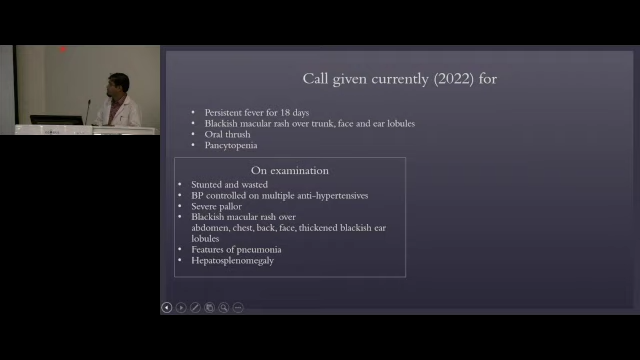 Call given currently (2022) for
• Persistent fever for 18 days
• Blackish macular rash over trunk, face and ear lobules
• Oral thrush
• Pancytopenia
On examination
• Stunted and wasted
• BP controlled on multiple anti-hypertensives
• Severe pallor
• Blackish macular rash over
abdomen, chest, back, face, thickened blackish ear
lobules
• Features of pneumonia
• Hepatosplenomegaly